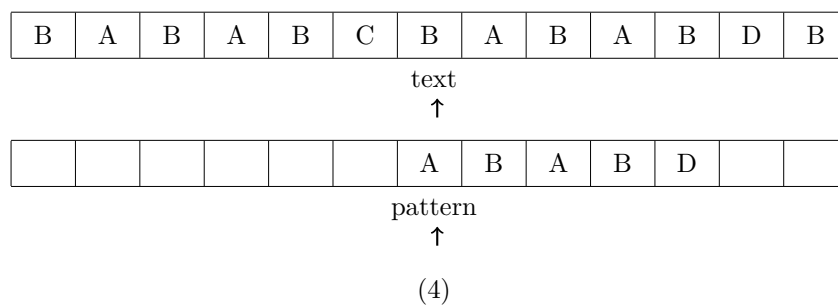 B A B A B C B A B A B D B
text
↑
A B A B D
pattern
↑
(4)